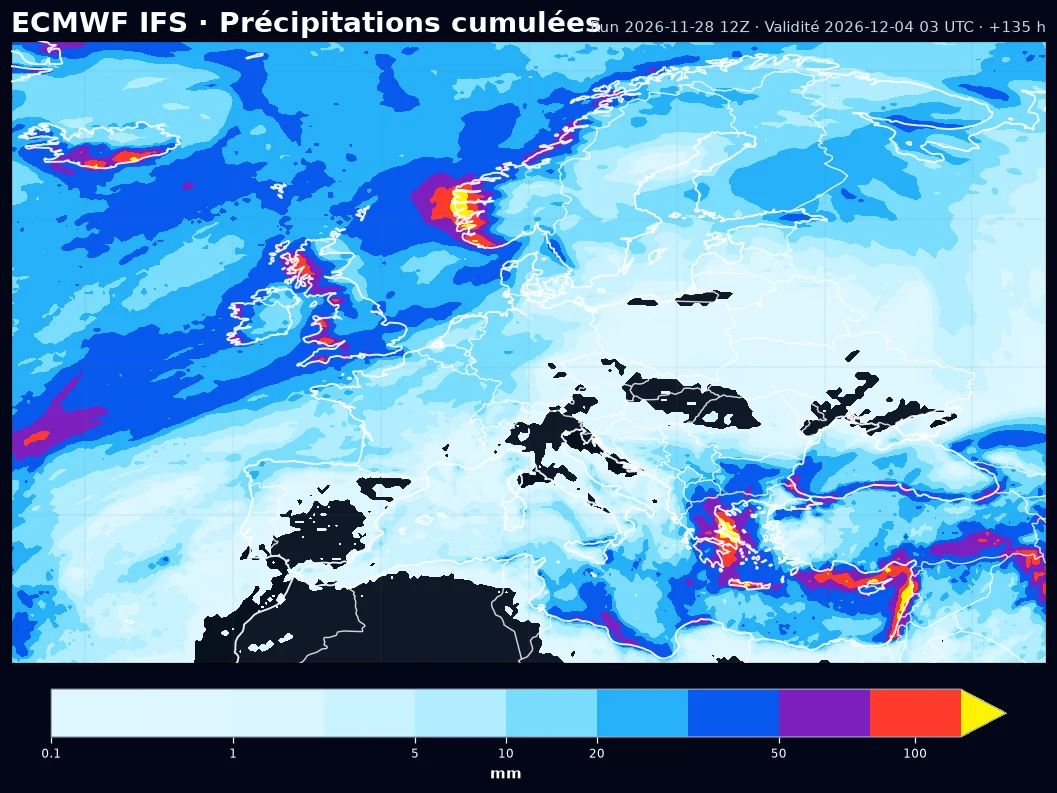 ECMWF IFS · Précipitations cumulées
Run 2026-11-28 12Z · Validité 2026-12-04 03 UTC · +135 h
0.1 1 5 10 20 50 100
mm